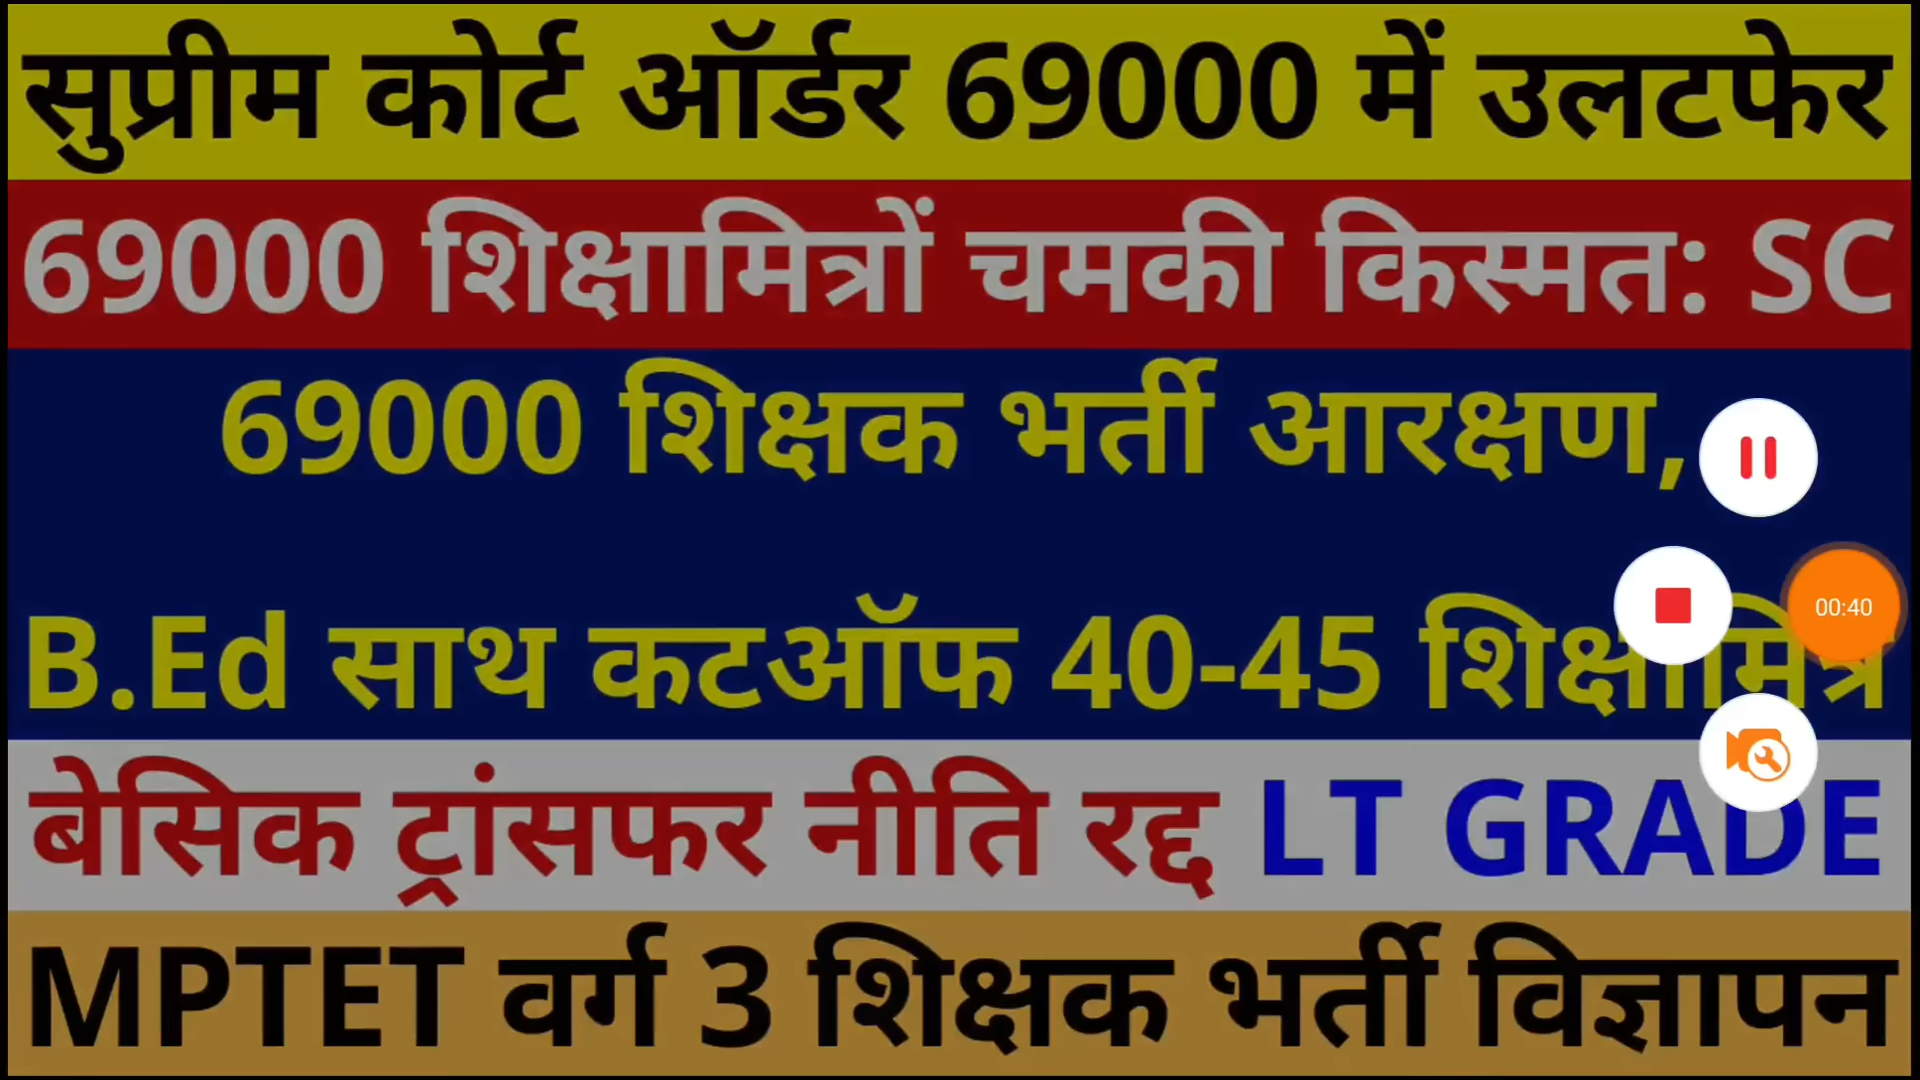 सुप्रीम कोर्ट ऑर्डर 69000 में उलटफेर
69000 शिक्षामित्रों चमकी किस्मत: SC
69000 शिक्षक भर्ती आरक्षण,
00:40
B.Ed साथ कटऑफ 40-45 शिक्षामित्र
बेसिक ट्रांसफर नीति रद्द LT GRADE
MPTET वर्ग 3 शिक्षक भर्ती विज्ञापन